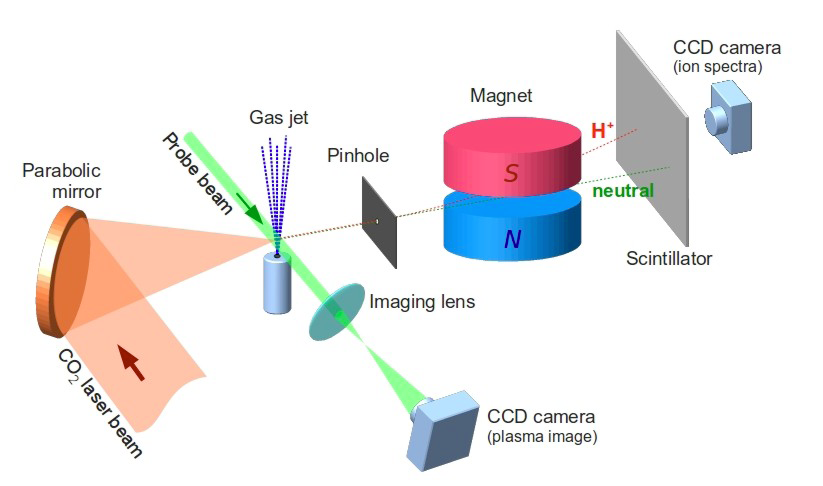 CCD camera
(ion spectra)
Magnet
Gas jet
H⁺
Probe beam
Pinhole
Parabolic
mirror
S
neutral
N
Scintillator
Imaging lens
CO₂ laser beam
CCD camera
(plasma image)